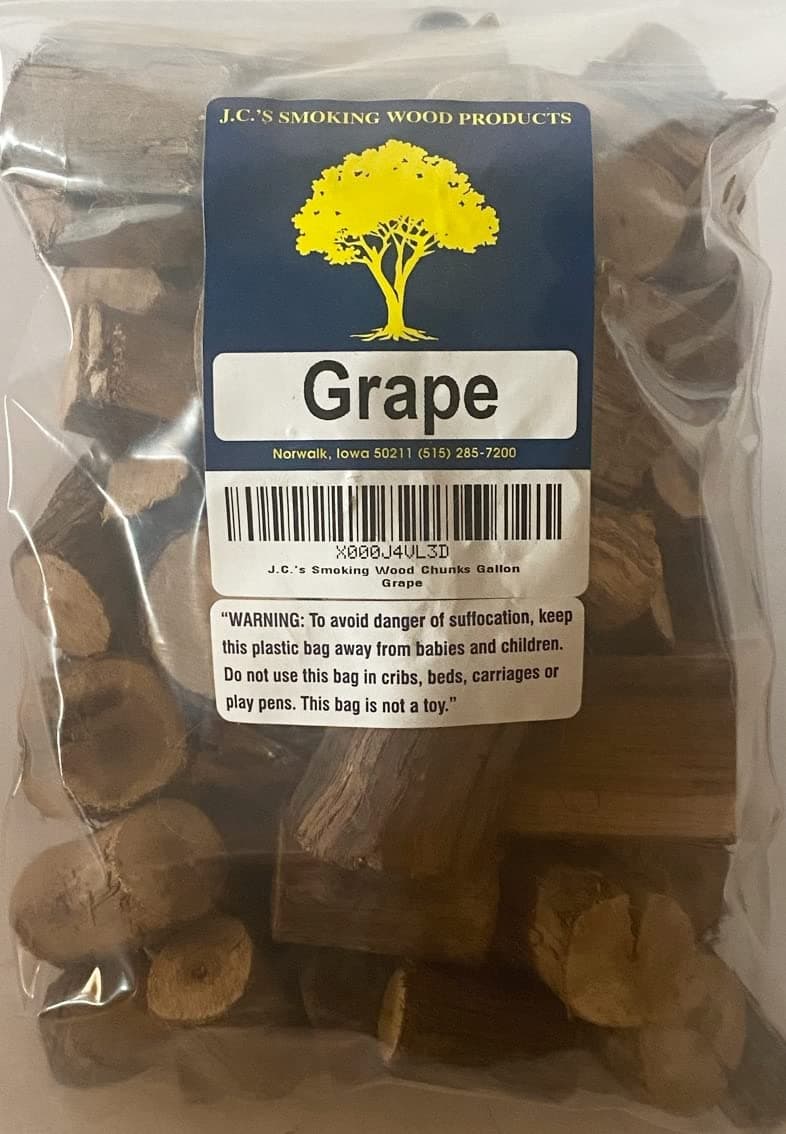 J.C.'S SMOKING WOOD PRODUCTS
Grape
Norwalk, Iowa 50211 (515) 285-7200
X000J4VL3D
J.C.'s Smoking Wood Chunks Gallon
Grape
“WARNING: To avoid danger of suffocation, keep
this plastic bag away from babies and children.
Do not use this bag in cribs, beds, carriages or
play pens. This bag is not a toy.”